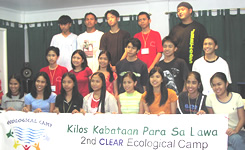 ECOLOGICAL CAMP
Kilos Kabataan Para Sa Lawa
2nd CLEAR Ecological Camp